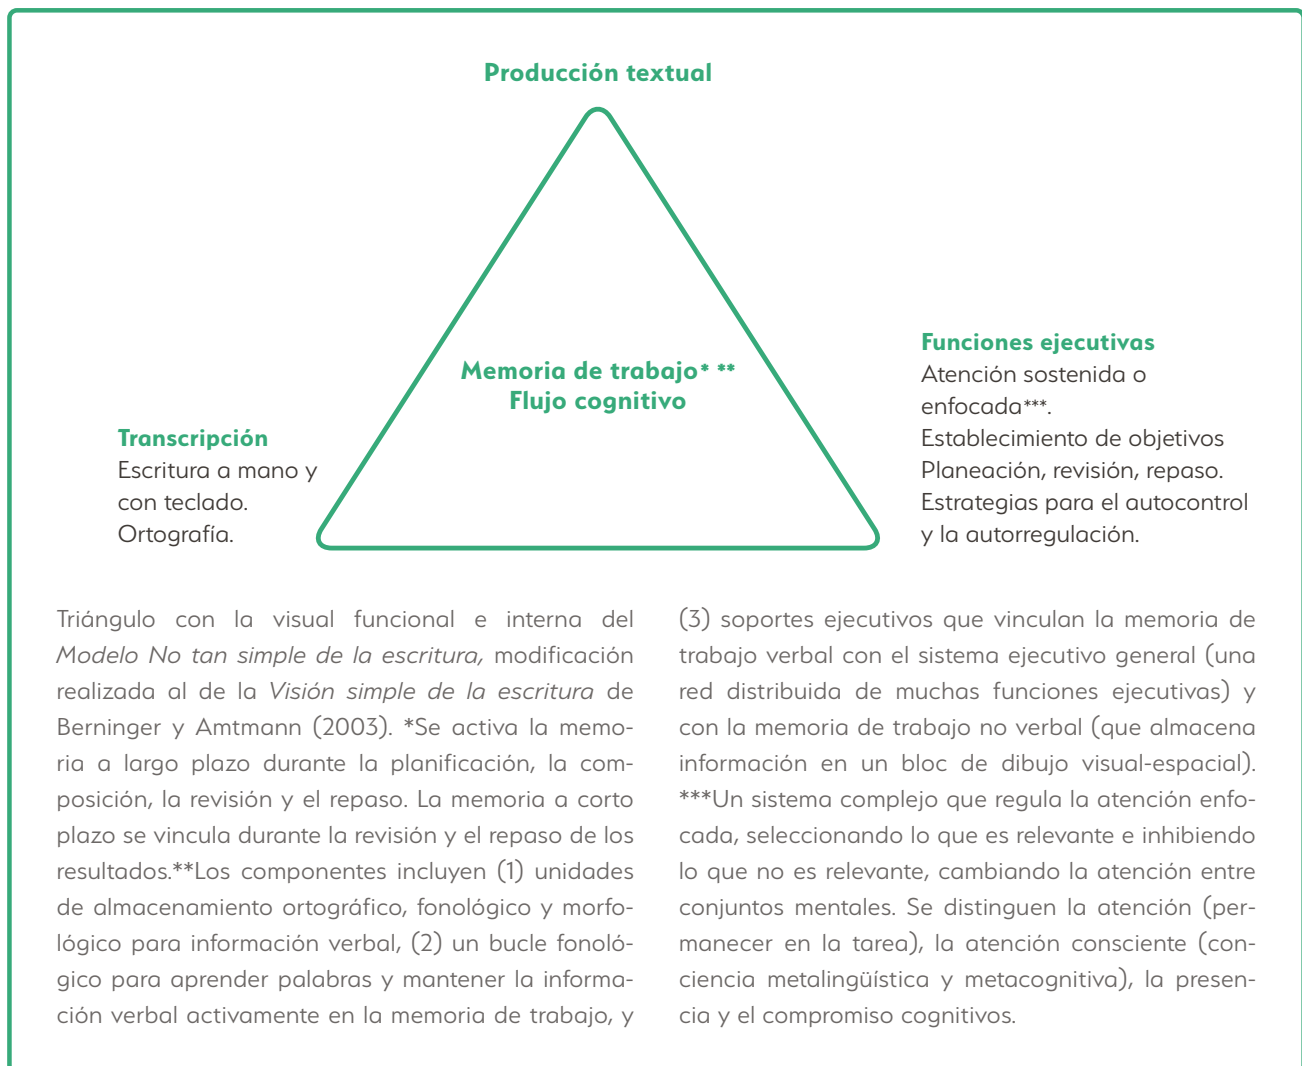 Producción textual
Memoria de trabajo* **
Flujo cognitivo
Transcripción
Escritura a mano y
con teclado.
Ortografía.
Funciones ejecutivas
Atención sostenida o
enfocada***.
Establecimiento de objetivos
Planeación, revisión, repaso.
Estrategias para el autocontrol
y la autorregulación.
Triángulo con la visual funcional e interna del
Modelo No tan simple de la escritura, modificación
realizada al de la Visión simple de la escritura de
Berninger y Amtmann (2003). *Se activa la memo-
ria a largo plazo durante la planificación, la com-
posición, la revisión y el repaso. La memoria a corto
plazo se vincula durante la revisión y el repaso de los
resultados.**Los componentes incluyen (1) unidades
de almacenamiento ortográfico, fonológico y morfo-
lógico para información verbal, (2) un bucle fonoló-
gico para aprender palabras y mantener la informa-
ción verbal activamente en la memoria de trabajo, y
(3) soportes ejecutivos que vinculan la memoria de
trabajo verbal con el sistema ejecutivo general (una
red distribuida de muchas funciones ejecutivas) y
con la memoria de trabajo no verbal (que almacena
información en un bloc de dibujo visual-espacial).
***Un sistema complejo que regula la atención enfo-
cada, seleccionando lo que es relevante e inhibiendo
lo que no es relevante, cambiando la atención entre
conjuntos mentales. Se distinguen la atención (per-
manecer en la tarea), la atención consciente (con-
ciencia metalingüística y metacognitiva), la presen-
cia y el compromiso cognitivos.